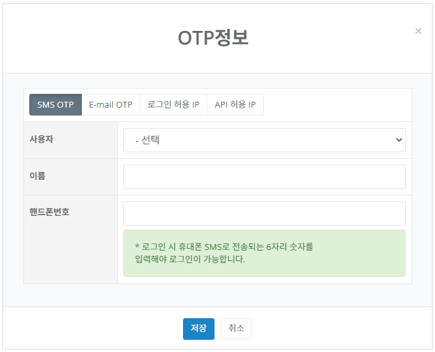 OTP정보
×
SMS OTP E-mail OTP 로그인 허용 IP API 허용 IP
사용자 - 선택
이름
핸드폰번호
* 로그인 시 휴대폰 SMS로 전송되는 6자리 숫자를
입력해야 로그인이 가능합니다.
저장 취소